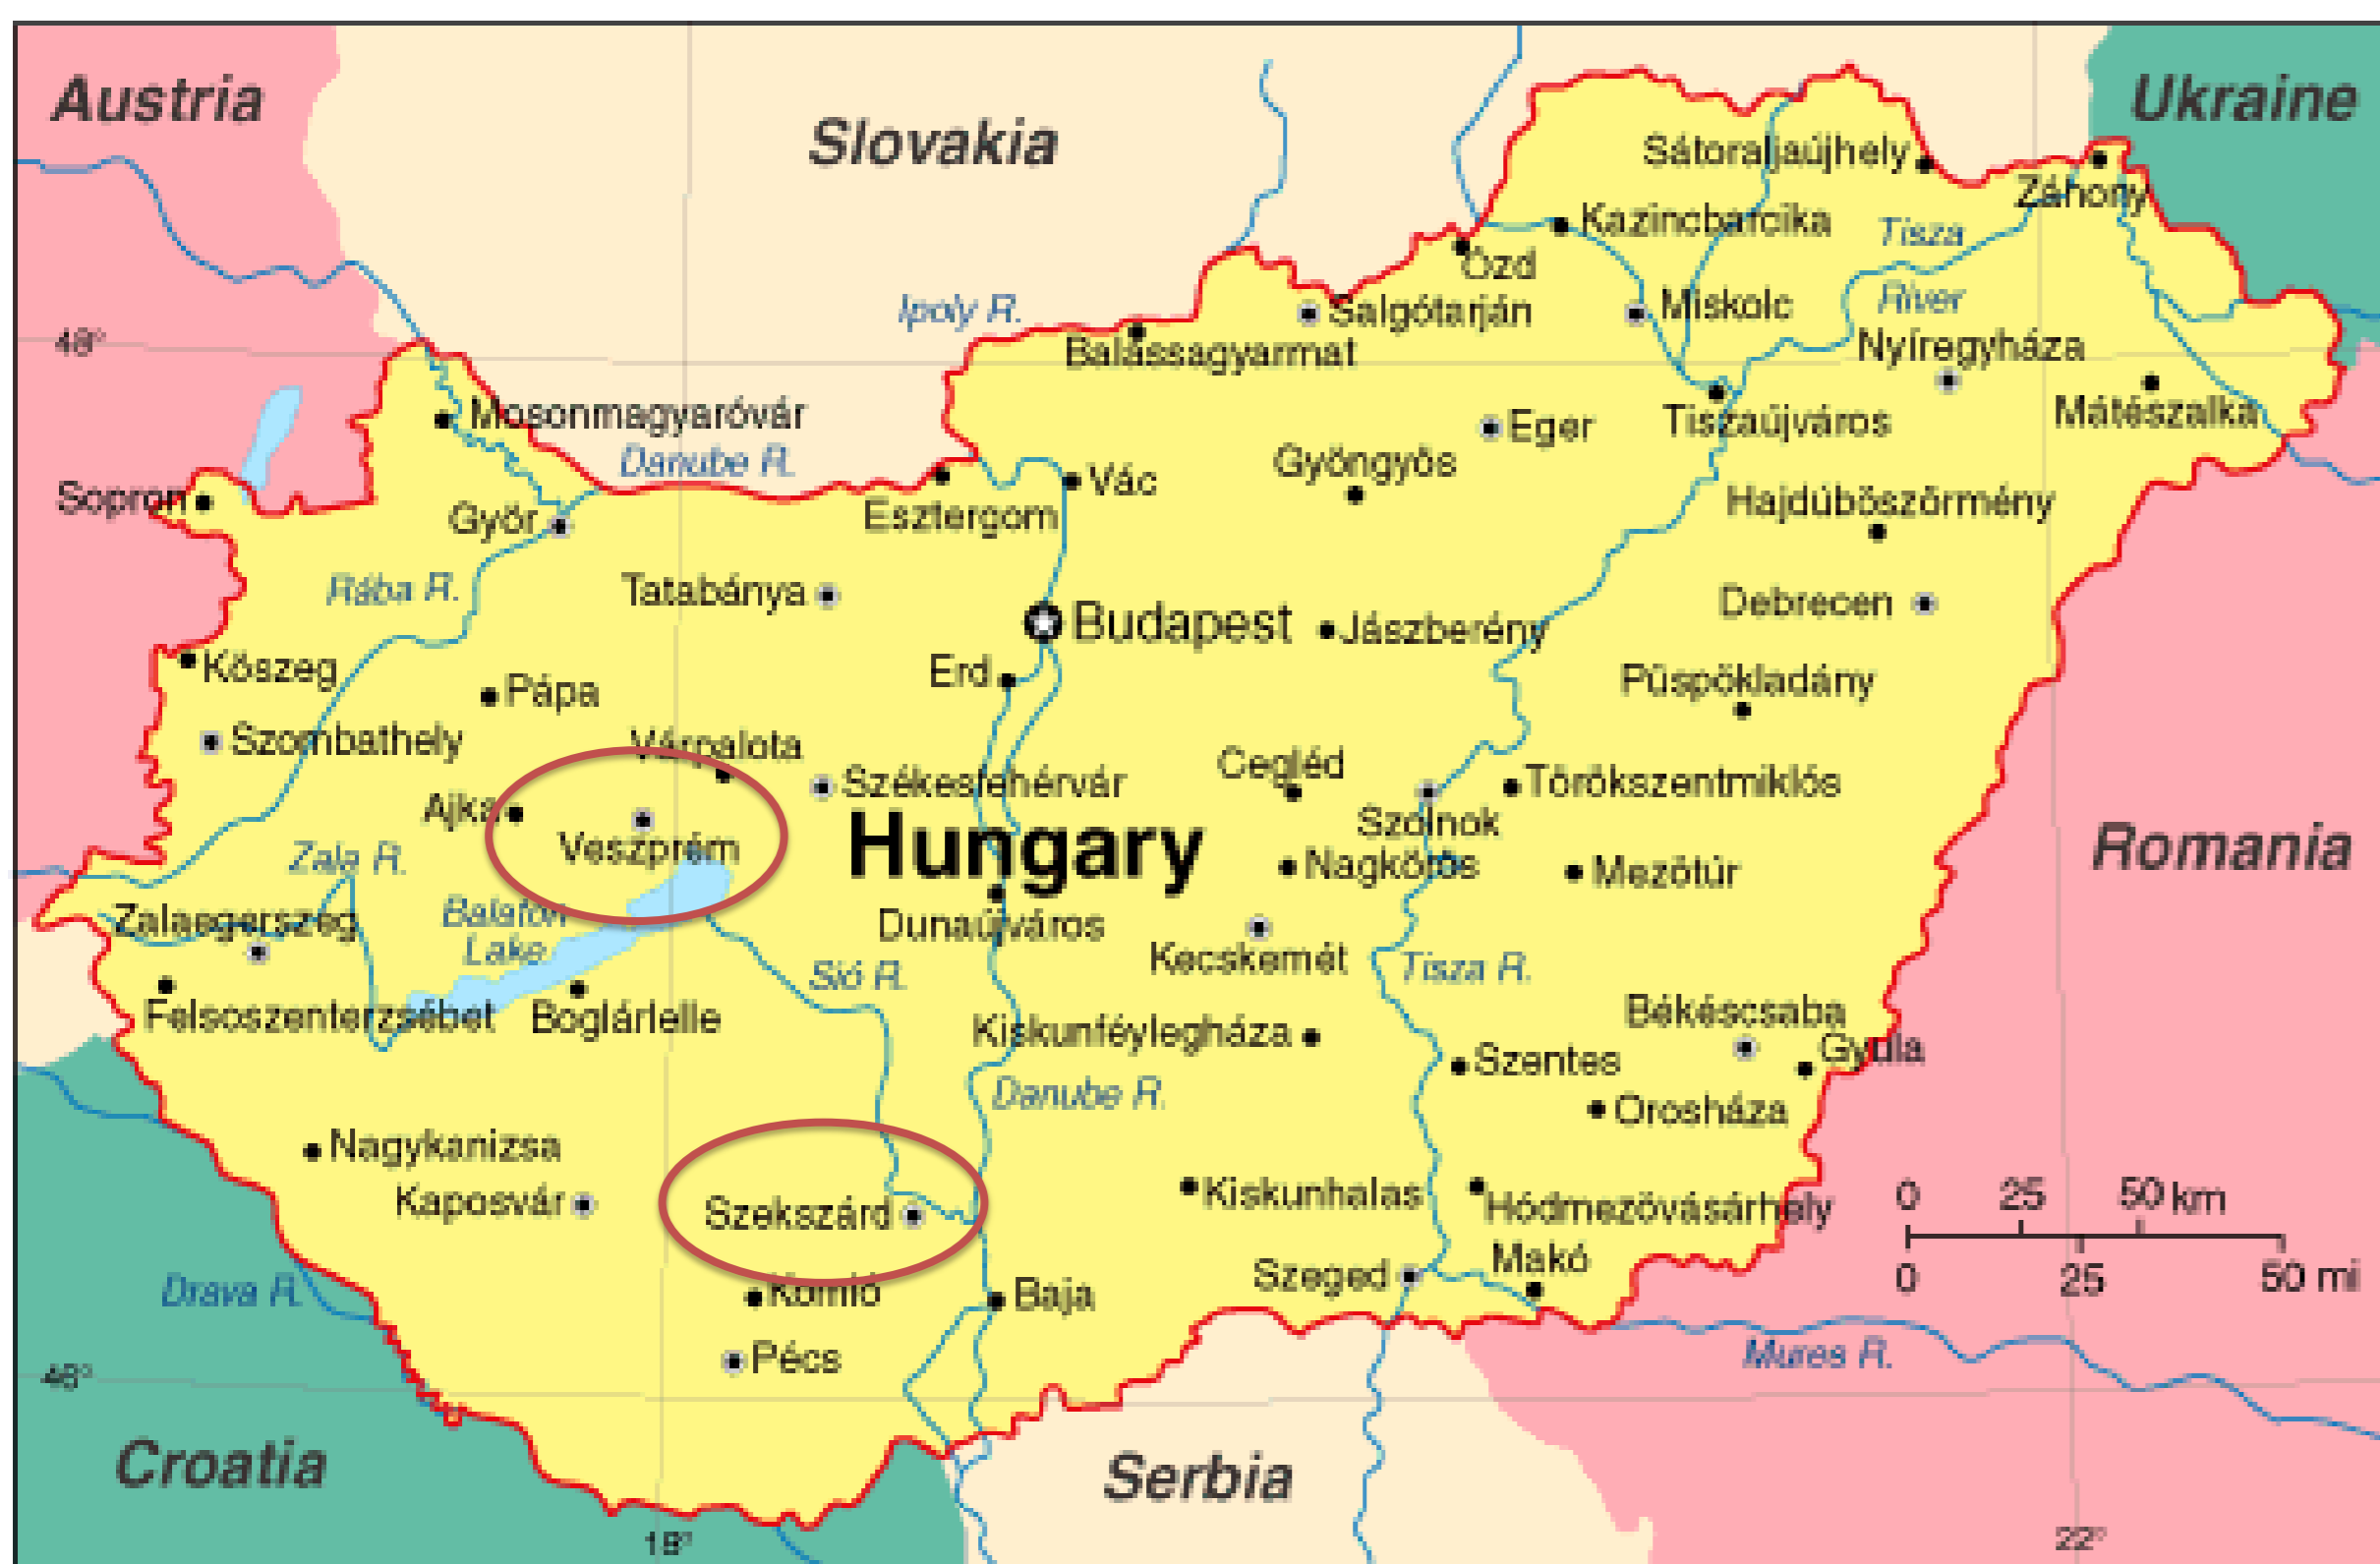 Austria
Slovakia
Ukraine
Sátoraljaújhely
Záhony
Kazincbarcika
Tisza
River
Ózd
Ipoly R.
Salgótarján
Miskolc
48°
Balassagyarmat
Nyíregyháza
Mosonmagyaróvár
Danube R.
Eger
Tiszaújváros
Mátészalka
Gyöngyös
Vác
Sopron
Győr
Esztergom
Hajdúböszörmény
Rába R.
Tatabánya
Budapest
Jászberény
Debrecen
Kőszeg
Pápa
Erd
Püspökladány
Szombathely
Várpalota
Székesfehérvár
Cegléd
Törökszentmiklós
Ajka
Veszprém
Hungary
Szolnok
Romania
Zala R.
Nagkörös
Mezőtúr
Zalaegerszeg
Balaton
Lake
Dunaújváros
Kecskemét
Sió R.
Tisza R.
Felsoszenterzsébet
Boglárlelle
Kiskunféylegháza
Békéscsaba
Gyula
Szentes
Danube R.
Orosháza
Nagykanizsa
Kaposvár
Szekszárd
Kiskunhalas
Hódmezövásárhely
0 25 50 km
0 25 50 mi
Drava R.
Komló
Baja
Szeged
Makó
Pécs
Mures R.
46°
Croatia
Serbia
18°
22°